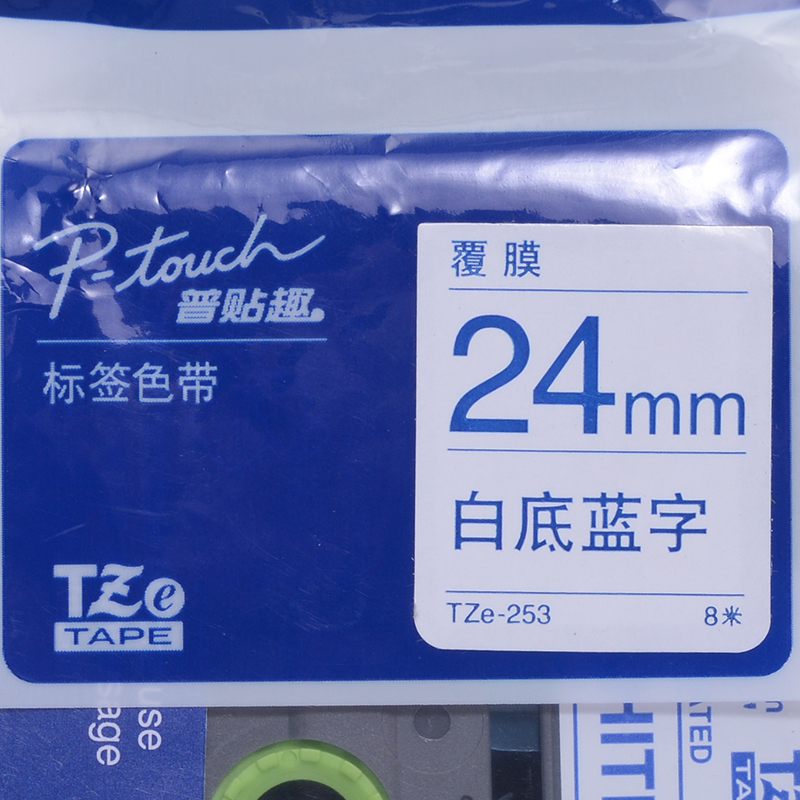 P-touch
普贴趣
标签色带
TZe
TAPE
覆膜
24mm
白底蓝字
TZe-253
8米
use
sage